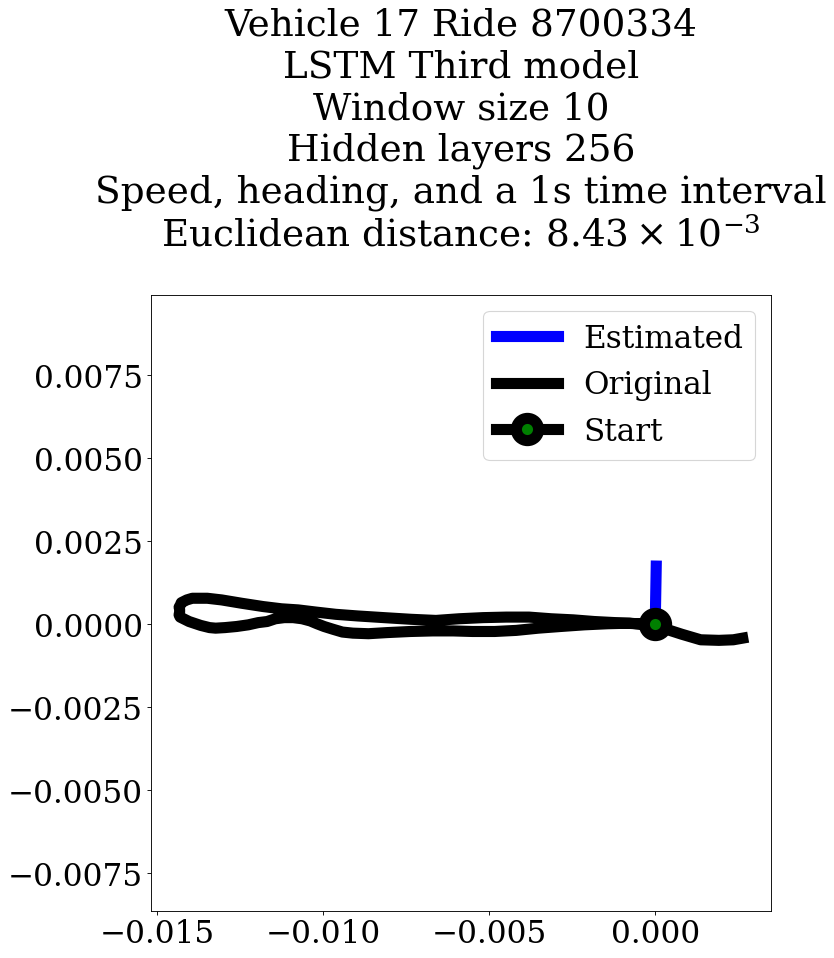 Vehicle 17 Ride 8700334
LSTM Third model
Window size 10
Hidden layers 256
Speed, heading, and a 1s time interval
Euclidean distance: 8.43 × 10⁻³
Estimated
Original
Start
0.0075
0.0050
0.0025
0.0000
−0.0025
−0.0050
−0.0075
−0.015 −0.010 −0.005 0.000